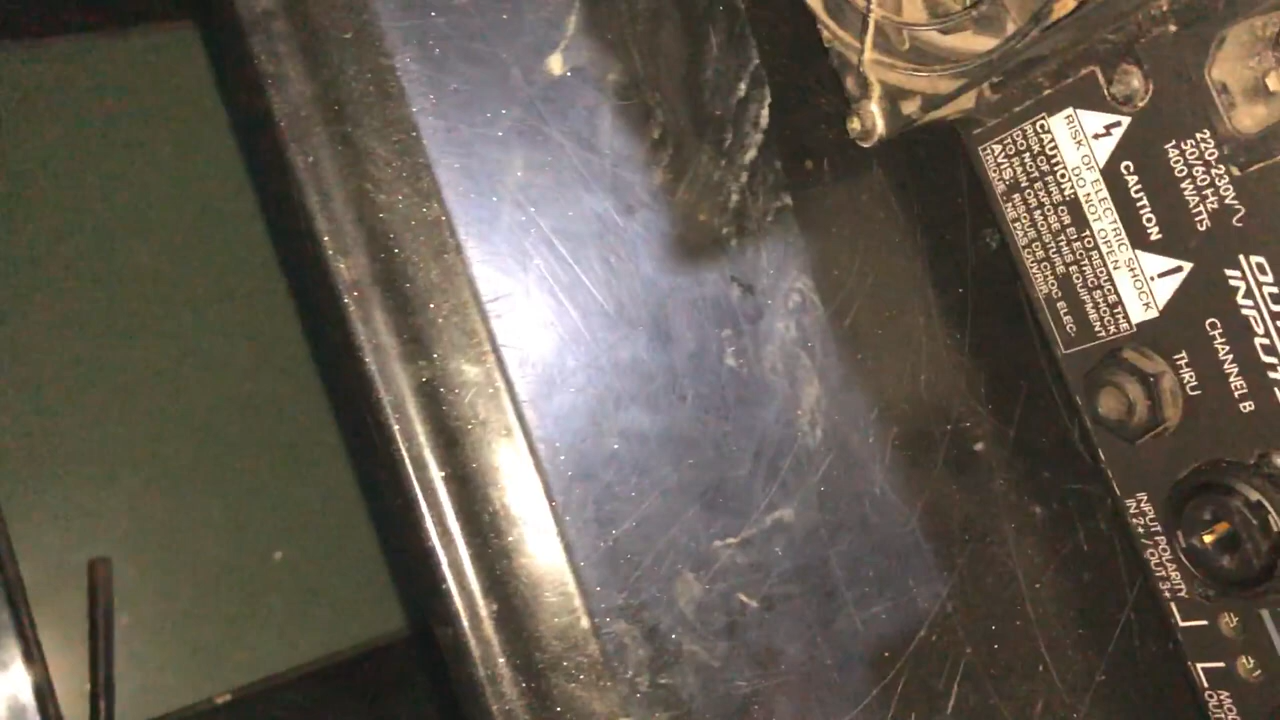 220-230V
50/60 Hz
1400 WATTS
CAUTION
RISK OF ELECTRIC SHOCK
DO NOT OPEN
CAUTION: TO REDUCE THE
RISK OF FIRE OR ELECTRIC SHOCK
DO NOT EXPOSE THIS EQUIPMENT
TO RAIN OR MOISTURE.
AVIS: RISQUE DE CHOC ELEC-
TRIQUE. NE PAS OUVRIR.
INPUT
CHANNEL B
THRU
INPUT POLARITY
IN 2+ / OUT 3+